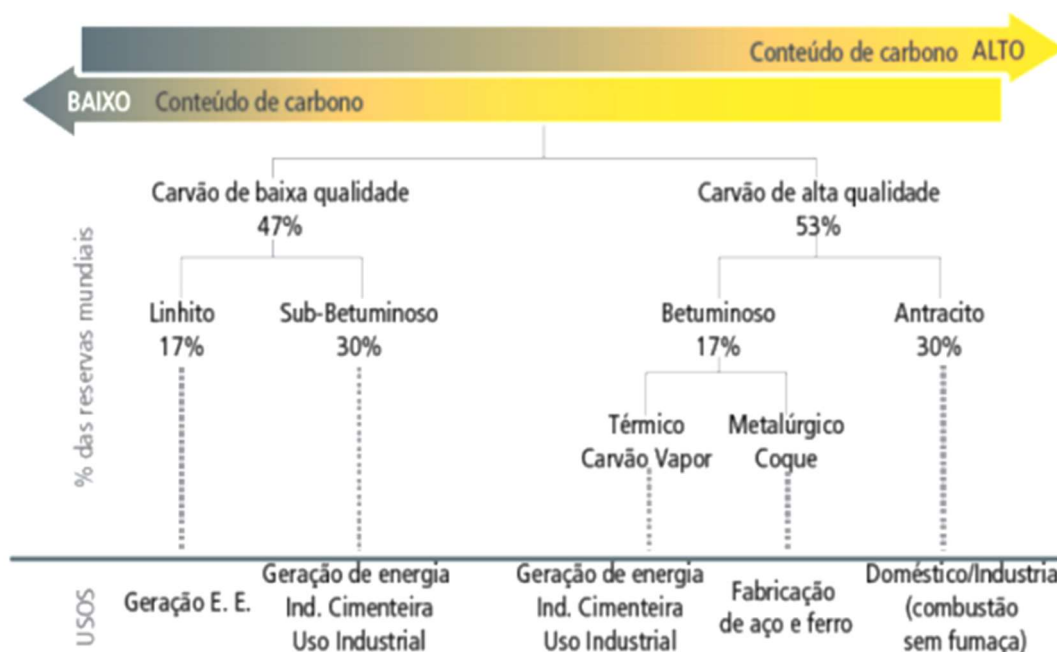 Conteúdo de carbono ALTO
BAIXO Conteúdo de carbono
Carvão de baixa qualidade
47%
Carvão de alta qualidade
53%
% das reservas mundiais
Linhito
17%
Sub-Betuminoso
30%
Betuminoso
17%
Antracito
30%
Térmico
Carvão Vapor
Metalúrgico
Coque
USOS
Geração E. E.
Geração de energia
Ind. Cimenteira
Uso Industrial
Geração de energia
Ind. Cimenteira
Uso Industrial
Fabricação
de aço e ferro
Doméstico/Industria
(combustão
sem fumaça)